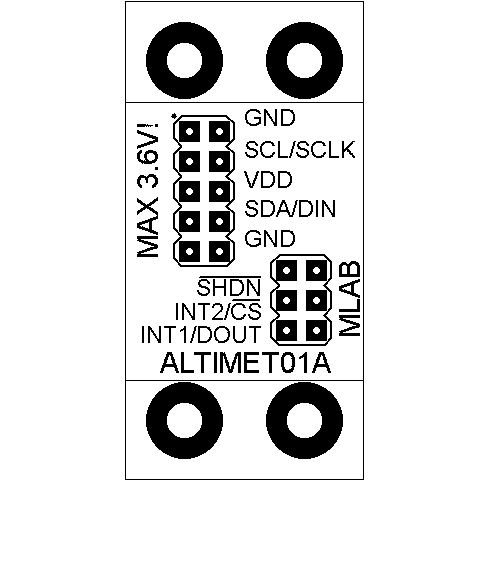 GND
SCL/SCLK
VDD
SDA/DIN
GND
MAX 3.6V!
SHDN
INT2/CS
INT1/DOUT
MLAB
ALTIMET01A